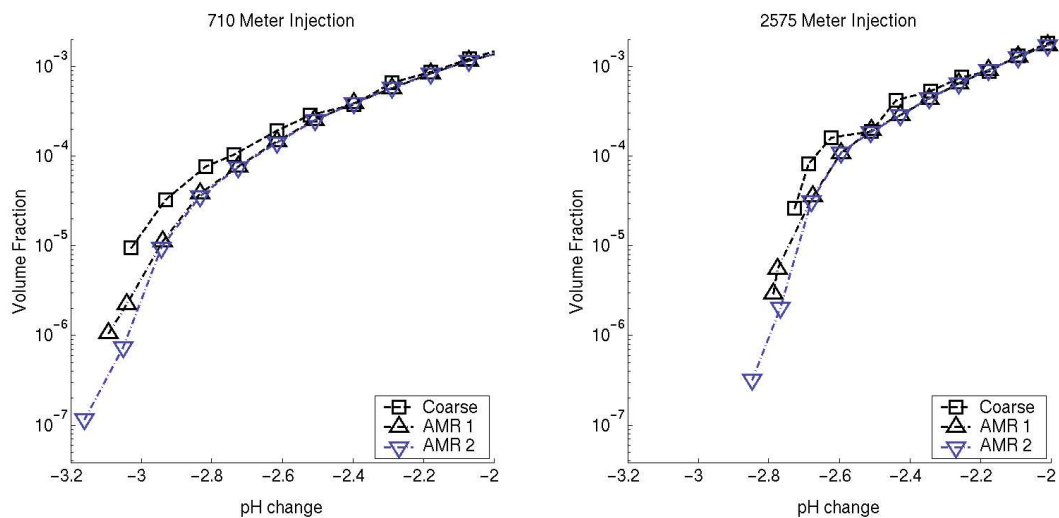 710 Meter Injection
Volume Fraction
10⁻³
10⁻⁴
10⁻⁵
10⁻⁶
10⁻⁷
Coarse
AMR 1
AMR 2
−3.2 −3 −2.8 −2.6 −2.4 −2.2 −2
pH change
2575 Meter Injection
Volume Fraction
10⁻³
10⁻⁴
10⁻⁵
10⁻⁶
10⁻⁷
Coarse
AMR 1
AMR 2
−3.2 −3 −2.8 −2.6 −2.4 −2.2 −2
pH change